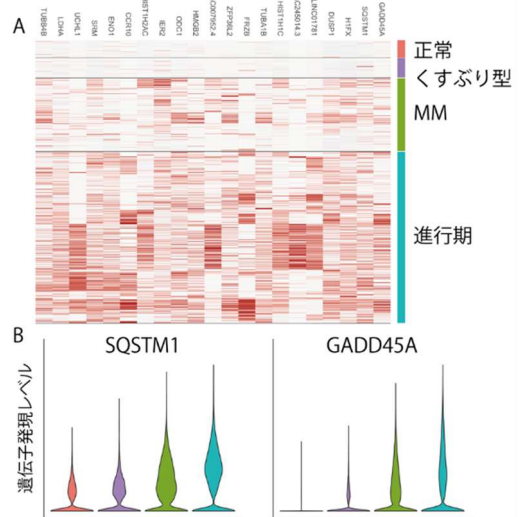 A
TUBB4B
LDHA
UCHL1
SRM
ENO1
CCR10
HIST1H2AC
IER2
ODC1
HMGB2
ZFP36L2
FRZB
TUBA1B
HIST1H1C
LINC01781
DUSP1
H1FX
SQSTM1
GADD45A
正常
くすぶり型
MM
進行期
B
SQSTM1
GADD45A
遺伝子発現レベル